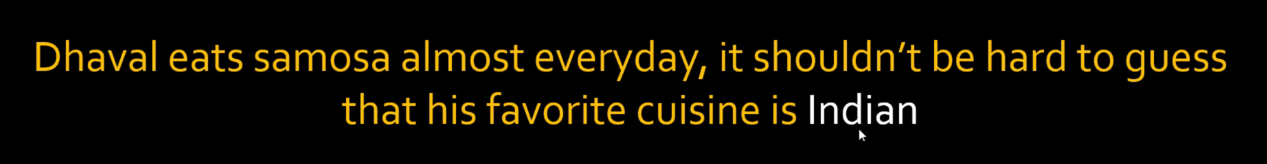 Dhaval eats samosa almost everyday, it shouldn’t be hard to guess
that his favorite cuisine is Indian